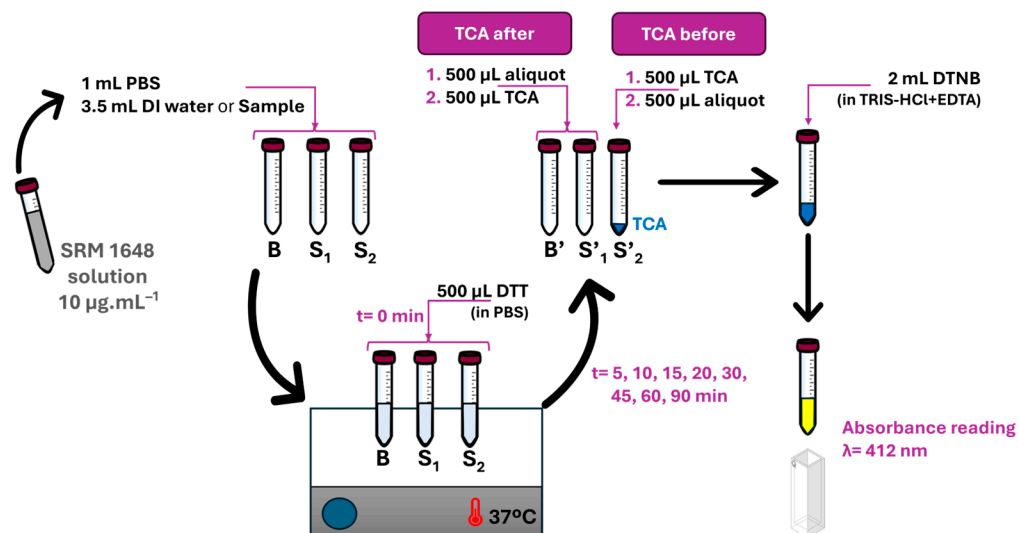 TCA after
TCA before
1. 500 µL aliquot
2. 500 µL TCA
1. 500 µL TCA
2. 500 µL aliquot
2 mL DTNB
(in TRIS-HCl+EDTA)
1 mL PBS
3.5 mL DI water or Sample
SRM 1648
solution
10 µg.mL⁻¹
B
S₁
S₂
B’
S’₁
S’₂
TCA
500 µL DTT
(in PBS)
t= 0 min
B
S₁
S₂
37ºC
t= 5, 10, 15, 20, 30,
45, 60, 90 min
Absorbance reading
λ= 412 nm